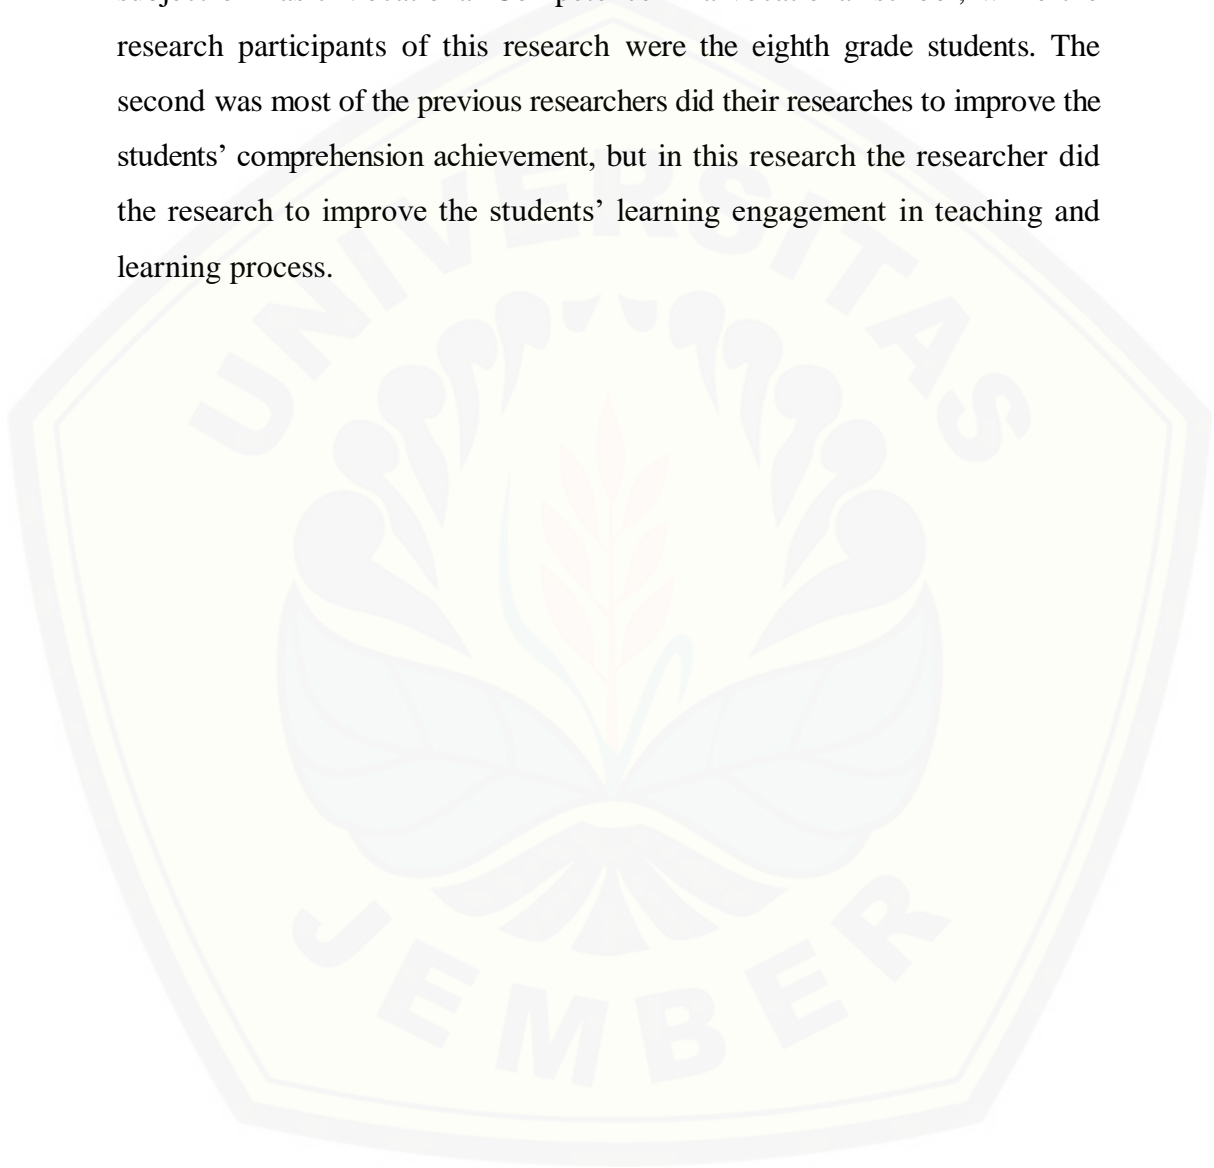 research participants of this research were the eighth grade students. The
second was most of the previous researchers did their researches to improve the
students’ comprehension achievement, but in this research the researcher did
the research to improve the students’ learning engagement in teaching and
learning process.
UNIVERSITAS
JEMBER